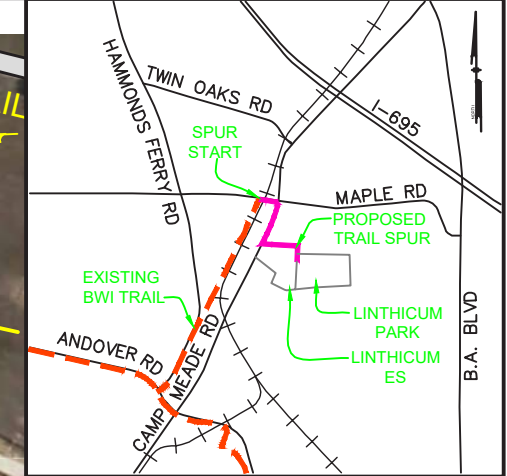 HAMMONDS
FERRY RD
TWIN OAKS RD
I-695
SPUR
START
MAPLE RD
PROPOSED
TRAIL SPUR
EXISTING
BWI TRAIL
LINTHICUM
PARK
LINTHICUM
ES
ANDOVER RD
CAMP MEADE RD
B.A. BLVD